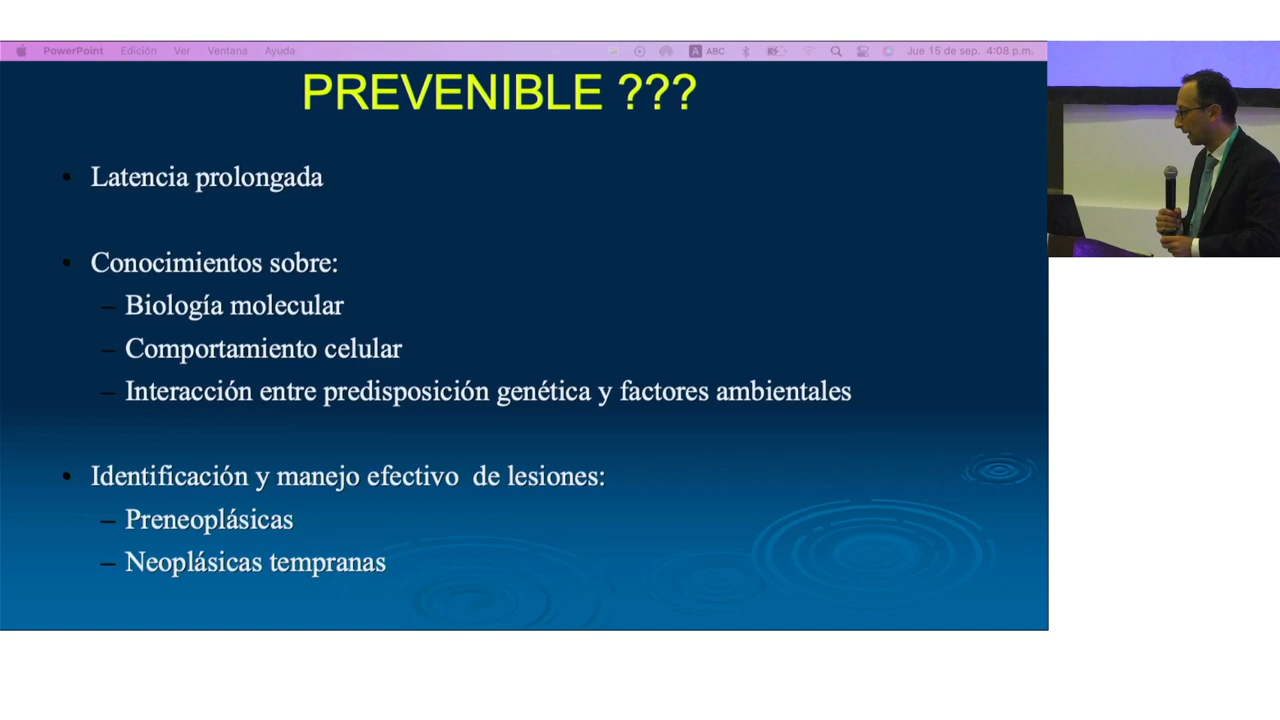 PowerPoint Edición Ver Ventana Ayuda A ABC Jue 15 de sep. 4:08 p.m.
PREVENIBLE ???
• Latencia prolongada
• Conocimientos sobre:
– Biología molecular
– Comportamiento celular
– Interacción entre predisposición genética y factores ambientales
• Identificación y manejo efectivo de lesiones:
– Preneoplásicas
– Neoplásicas tempranas